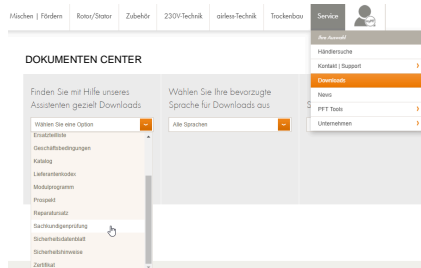 Mischen | Fördern
Rotor/Stator
Zubehör
230V-Technik
airless-Technik
Trockenbau
Service
Ihre Auswahl
Händlersuche
Kontakt | Support
Downloads
News
PFT Tools
Unternehmen
DOKUMENTEN CENTER
Finden Sie mit Hilfe unseres
Assistenten gezielt Downloads
Wählen Sie eine Option
Ersatzteilliste
Geschäftsbedingungen
Katalog
Lieferantenkodex
Modulprogramm
Prospekt
Reparatursatz
Sachkundigenprüfung
Sicherheitsdatenblatt
Sicherheitshinweise
Zertifikat
Wählen Sie Ihre bevorzugte
Sprache für Downloads aus
Alle Sprachen
S